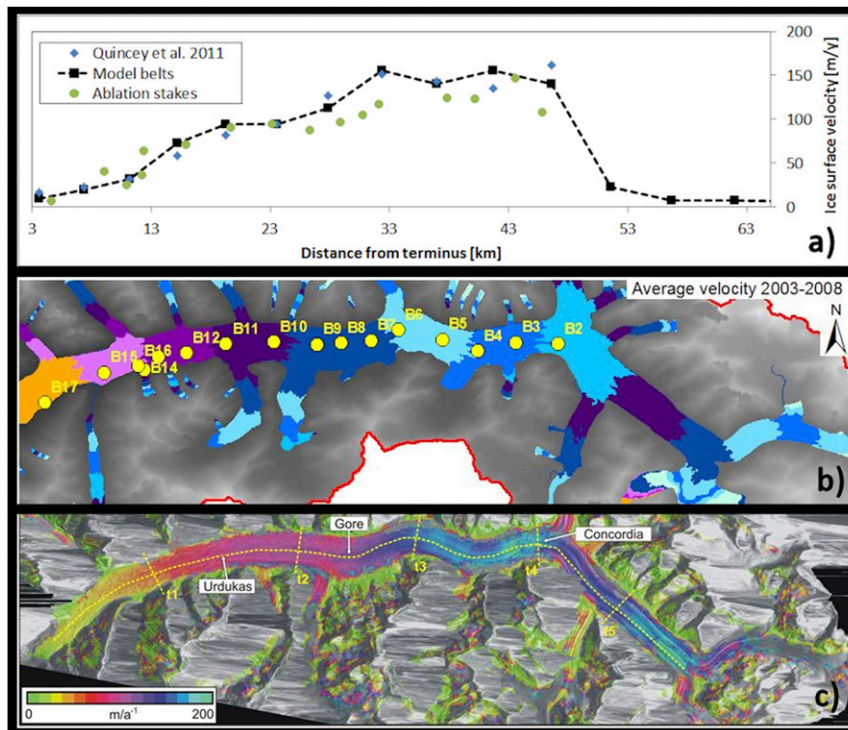 Quincey et al. 2011
Model belts
Ablation stakes
200
150
100
50
0
Ice surface velocity [m/y]
3
13
23
33
43
53
63
Distance from terminus [km]
a)
Average velocity 2003-2008
N
B17
B15
B16
B14
B12
B11
B10
B9
B8
B7
B6
B5
B4
B3
B2
b)
Gore
Concordia
Urdukas
t1
t2
t3
t4
t5
0 m/a⁻¹ 200
c)